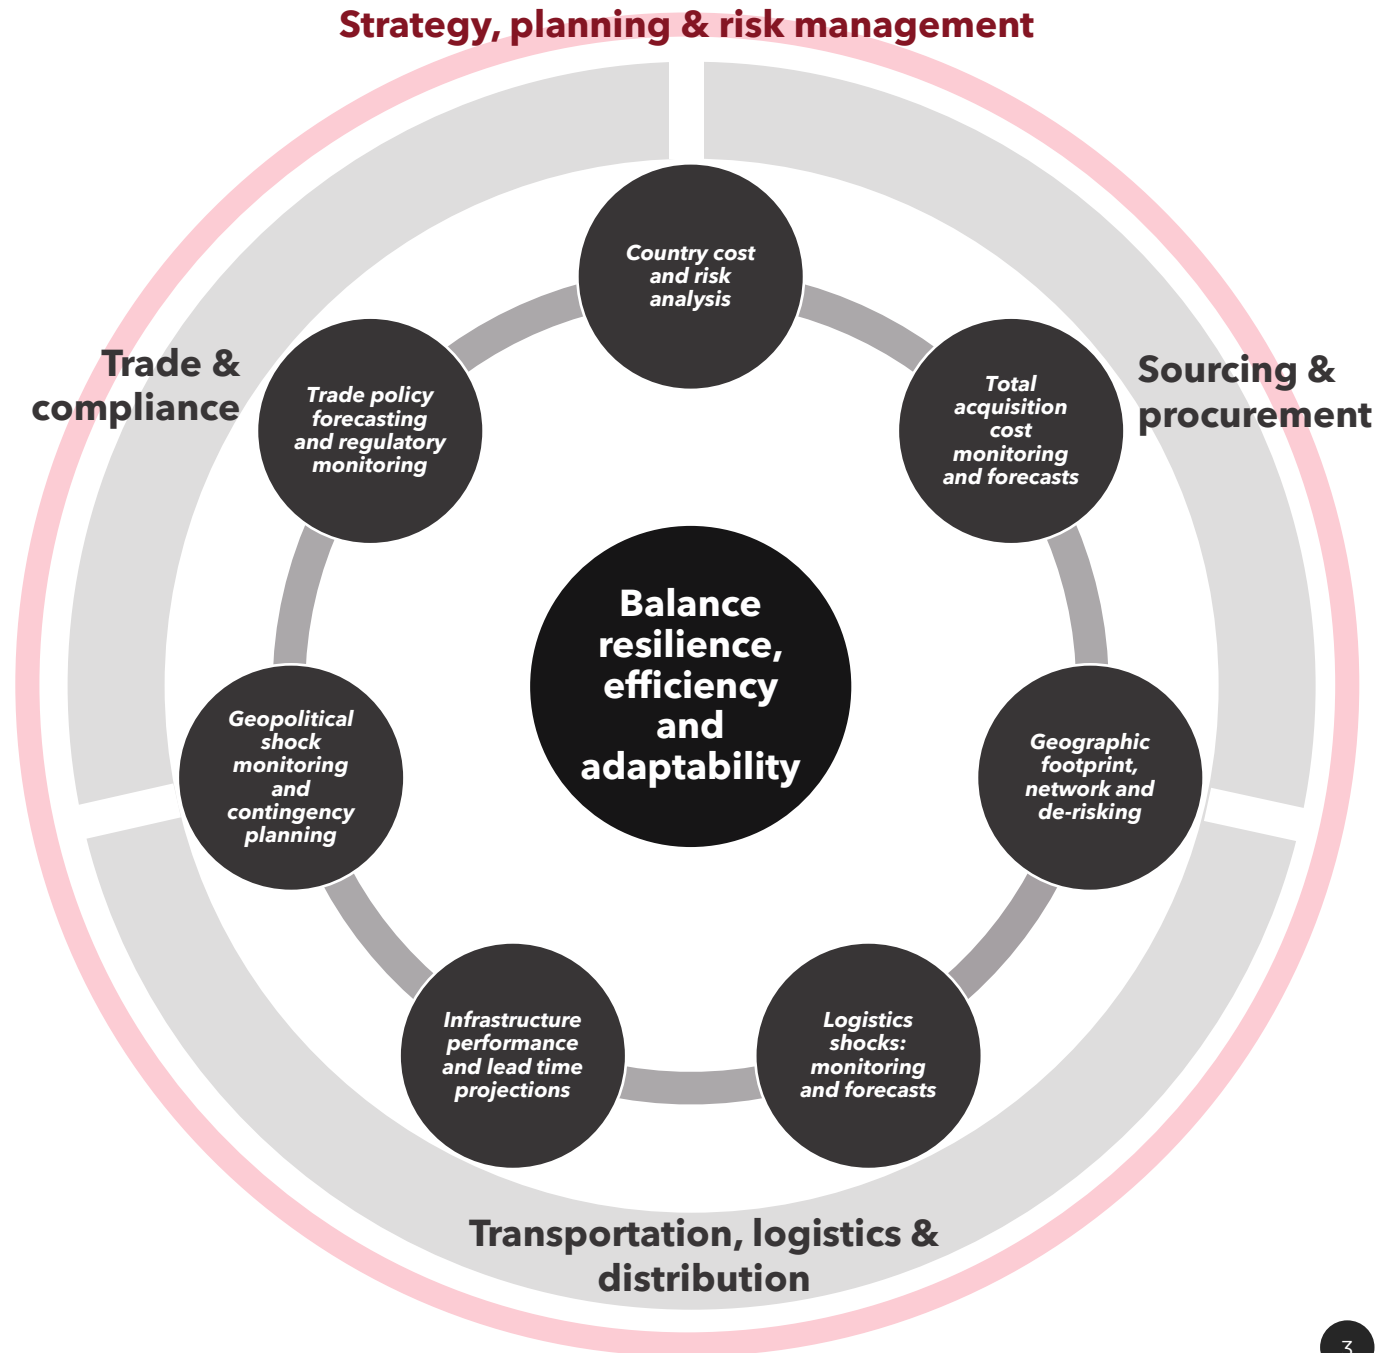 Strategy, planning & risk management
Country cost
and risk
analysis
Trade &
compliance
Trade policy
forecasting
and regulatory
monitoring
Total
acquisition
cost
monitoring
and forecasts
Sourcing &
procurement
Balance
resilience,
efficiency
and
adaptability
Geopolitical
shock
monitoring
and
contingency
planning
Geographic
footprint,
network and
de-risking
Infrastructure
performance
and lead time
projections
Logistics
shocks:
monitoring
and forecasts
Transportation, logistics &
distribution
3